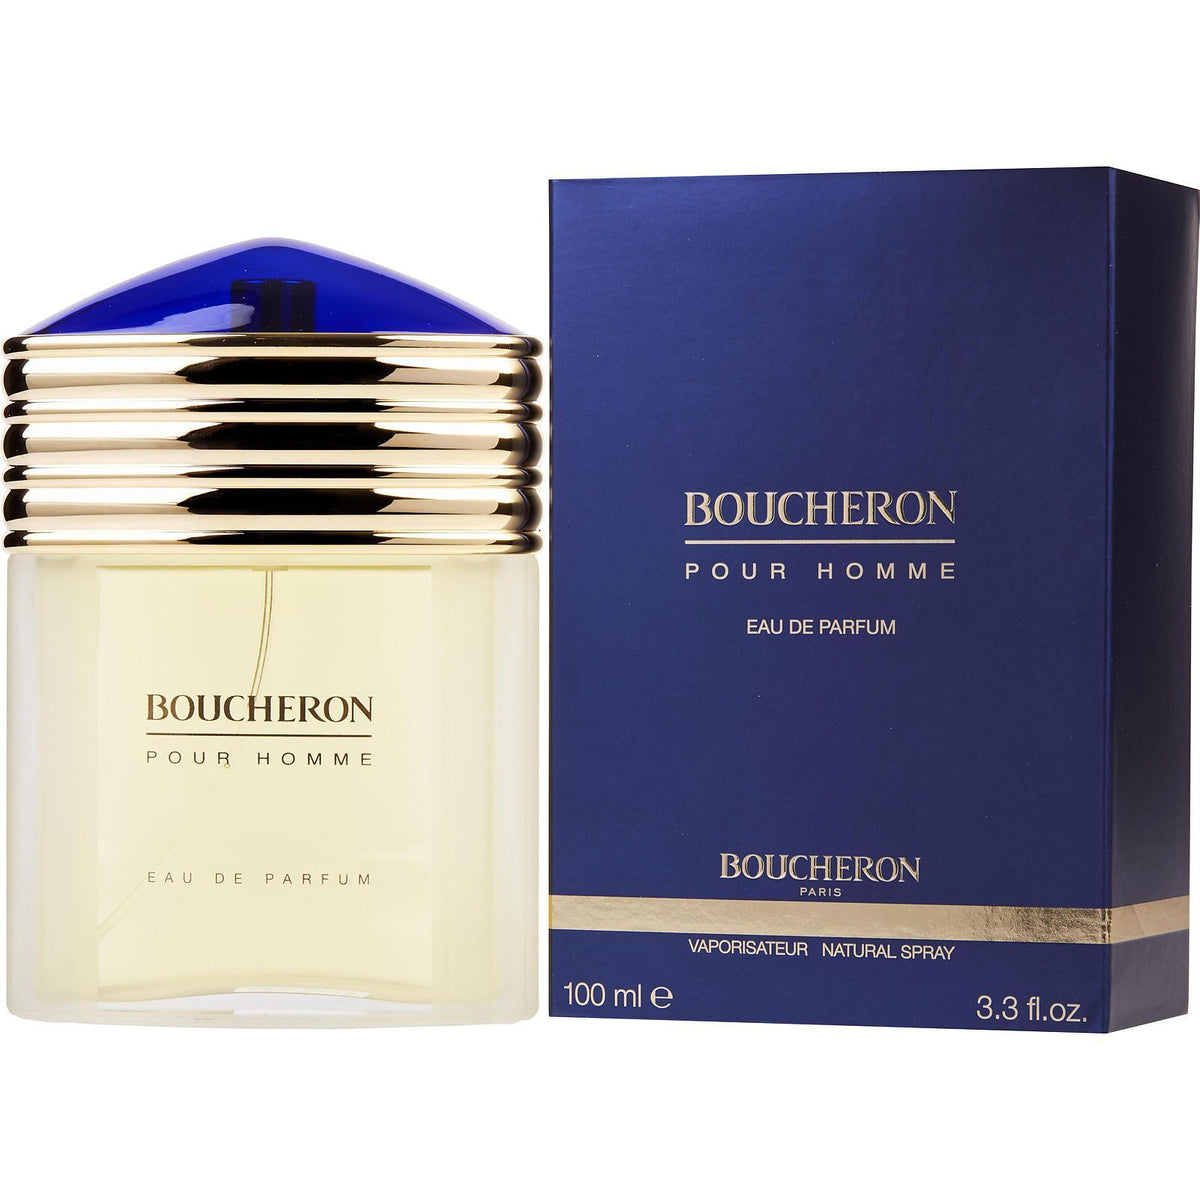 BOUCHERON
POUR HOMME
EAU DE PARFUM
BOUCHERON
POUR HOMME
EAU DE PARFUM
BOUCHERON
PARIS
VAPORISATEUR NATURAL SPRAY
100 ml ℮
3.3 fl.oz.